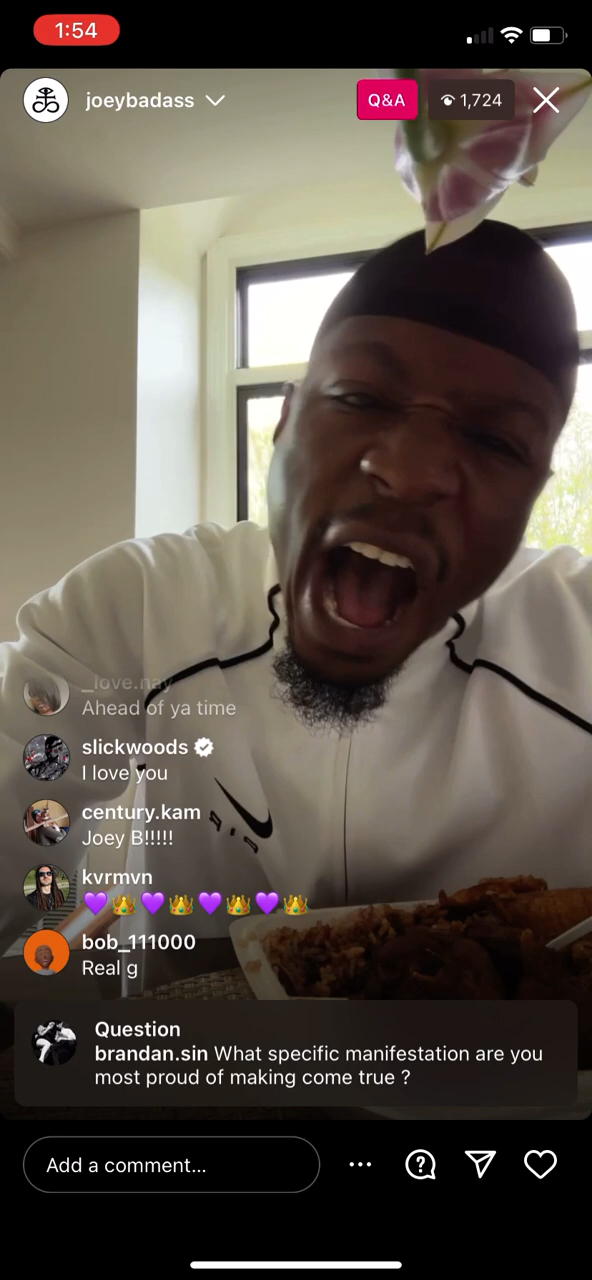 1:54
joeybadass
Q&A
1,724
_love.nay
Ahead of ya time
slickwoods
I love you
century.kam
Joey B!!!!!
kvrmvn
💜👑💜👑💜👑💜👑
bob_111000
Real g
Question
brandan.sin What specific manifestation are you
most proud of making come true ?
Add a comment...